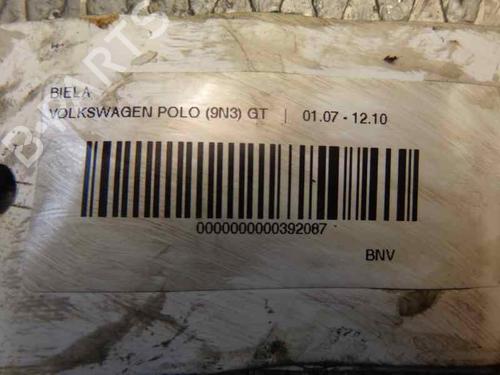 B-PARTS
BIELA
VOLKSWAGEN POLO (9N3) GT | 01.07 - 12.10
0000000000392087
BNV